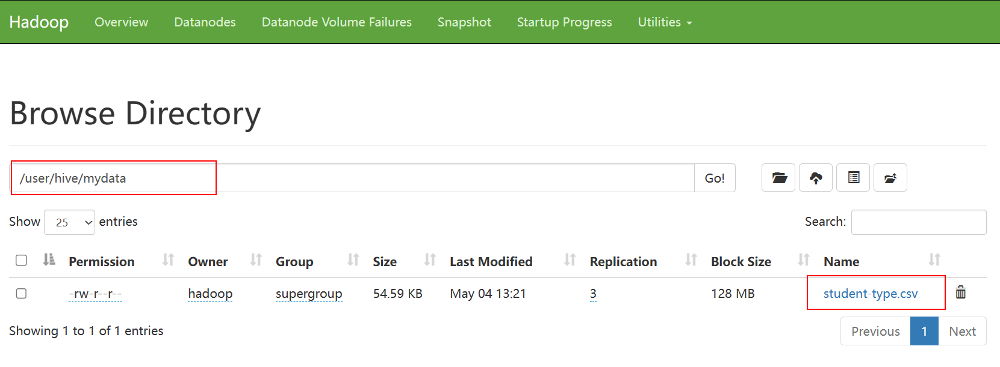 Hadoop Overview Datanodes Datanode Volume Failures Snapshot Startup Progress Utilities
Browse Directory
/user/hive/mydata Go!
Show 25 entries Search:
Permission Owner Group Size Last Modified Replication Block Size Name
-rw-r--r-- hadoop supergroup 54.59 KB May 04 13:21 3 128 MB student-type.csv
Showing 1 to 1 of 1 entries Previous 1 Next